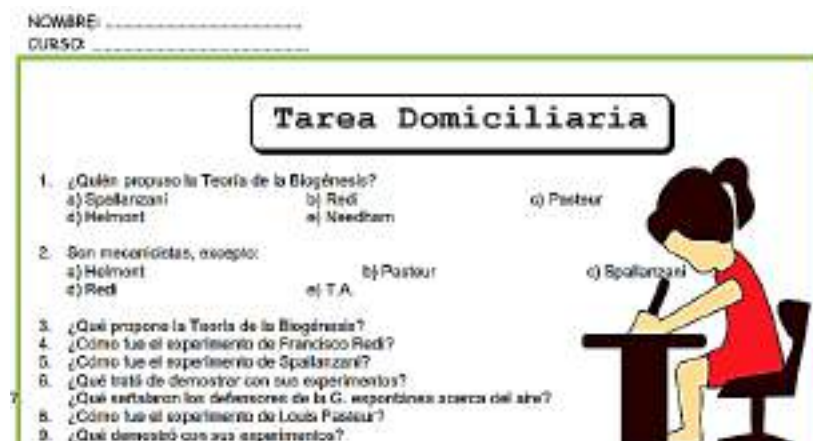 NOMBRE: ____________________
CURSO: ____________________
Tarea Domiciliaria
1. ¿Quién propuso la Teoría de la Biogénesis?
a) Spallanzani b) Redi c) Pasteur
d) Helmont e) Needham
2. Son mecanicistas, excepto:
a) Helmont b) Pasteur c) Spallanzani
d) Redi e) T.A.
3. ¿Qué propone la Teoría de la Biogénesis?
4. ¿Cómo fue el experimento de Francisco Redi?
5. ¿Cómo fue el experimento de Spallanzani?
6. ¿Qué trató de demostrar con sus experimentos?
7 ¿Qué señalaron los defensores de la G. espontánea acerca del aire?
8. ¿Cómo fue el experimento de Louis Pasteur?
9. ¿Qué demostró con sus experimentos?